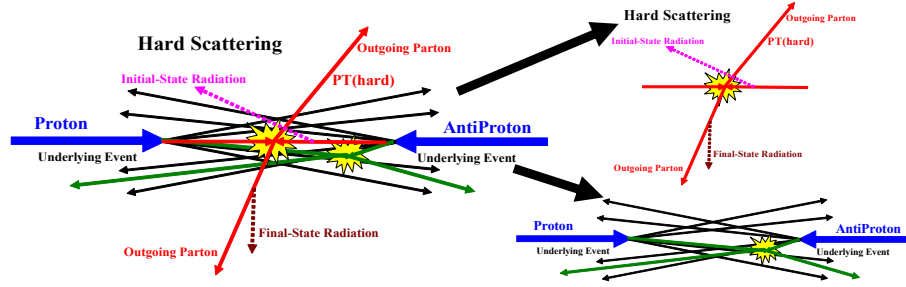 Hard Scattering
Outgoing Parton
PT(hard)
Initial-State Radiation
Proton
AntiProton
Underlying Event
Underlying Event
Final-State Radiation
Outgoing Parton
Hard Scattering
Outgoing Parton
Initial-State Radiation
PT(hard)
Final-State Radiation
Outgoing Parton
Proton
AntiProton
Underlying Event
Underlying Event